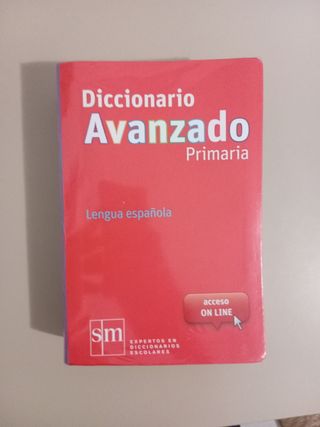 Diccionario
Avanzado
Primaria
Lengua española
acceso
ON LINE
sm
EXPERTOS EN
DICCIONARIOS
ESCOLARES